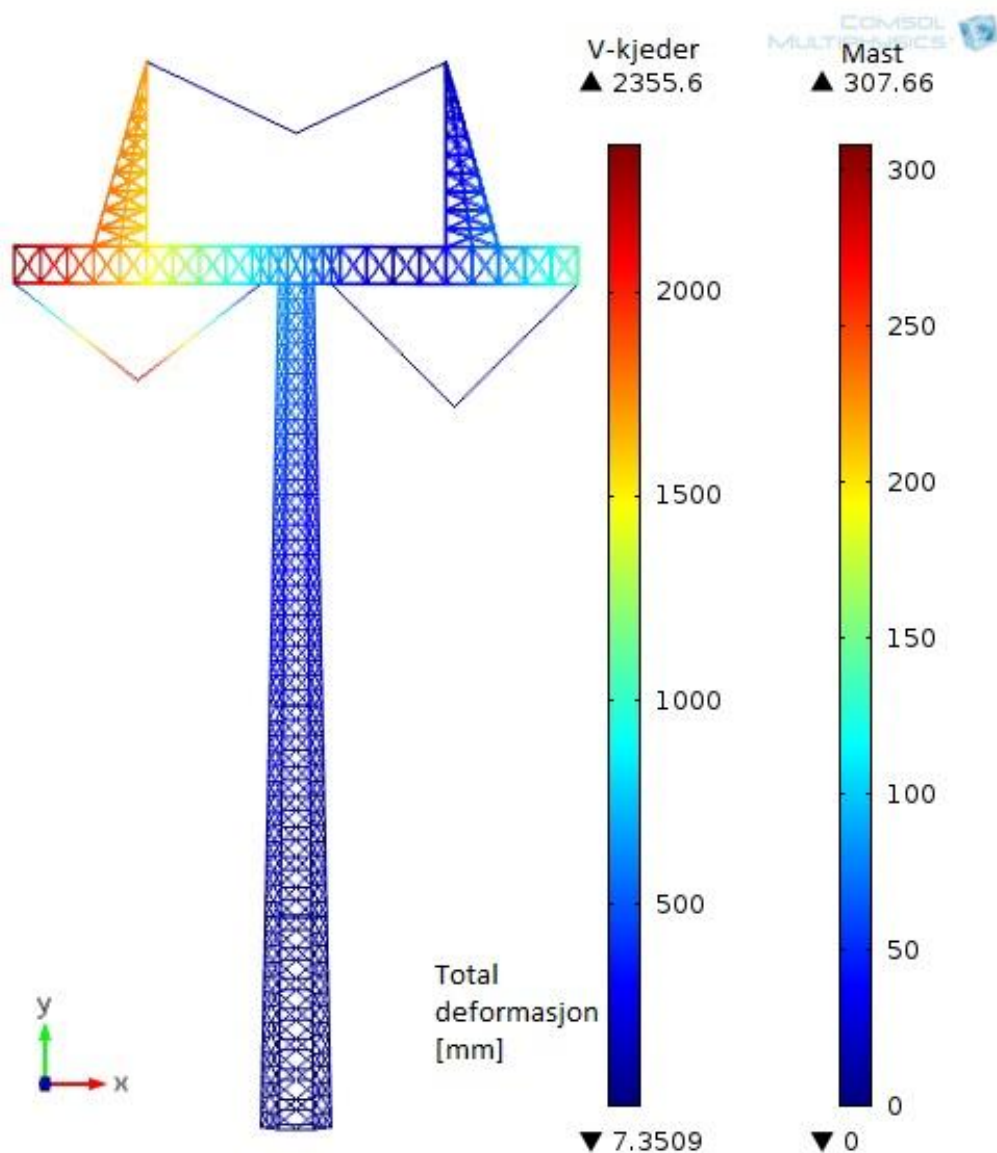 COMSOL
MULTIPHYSICS
V-kjeder
▲ 2355.6
Mast
▲ 307.66
2000
1500
1000
500
▼ 7.3509
300
250
200
150
100
50
0
▼ 0
Total
deformasjon
[mm]
y
x